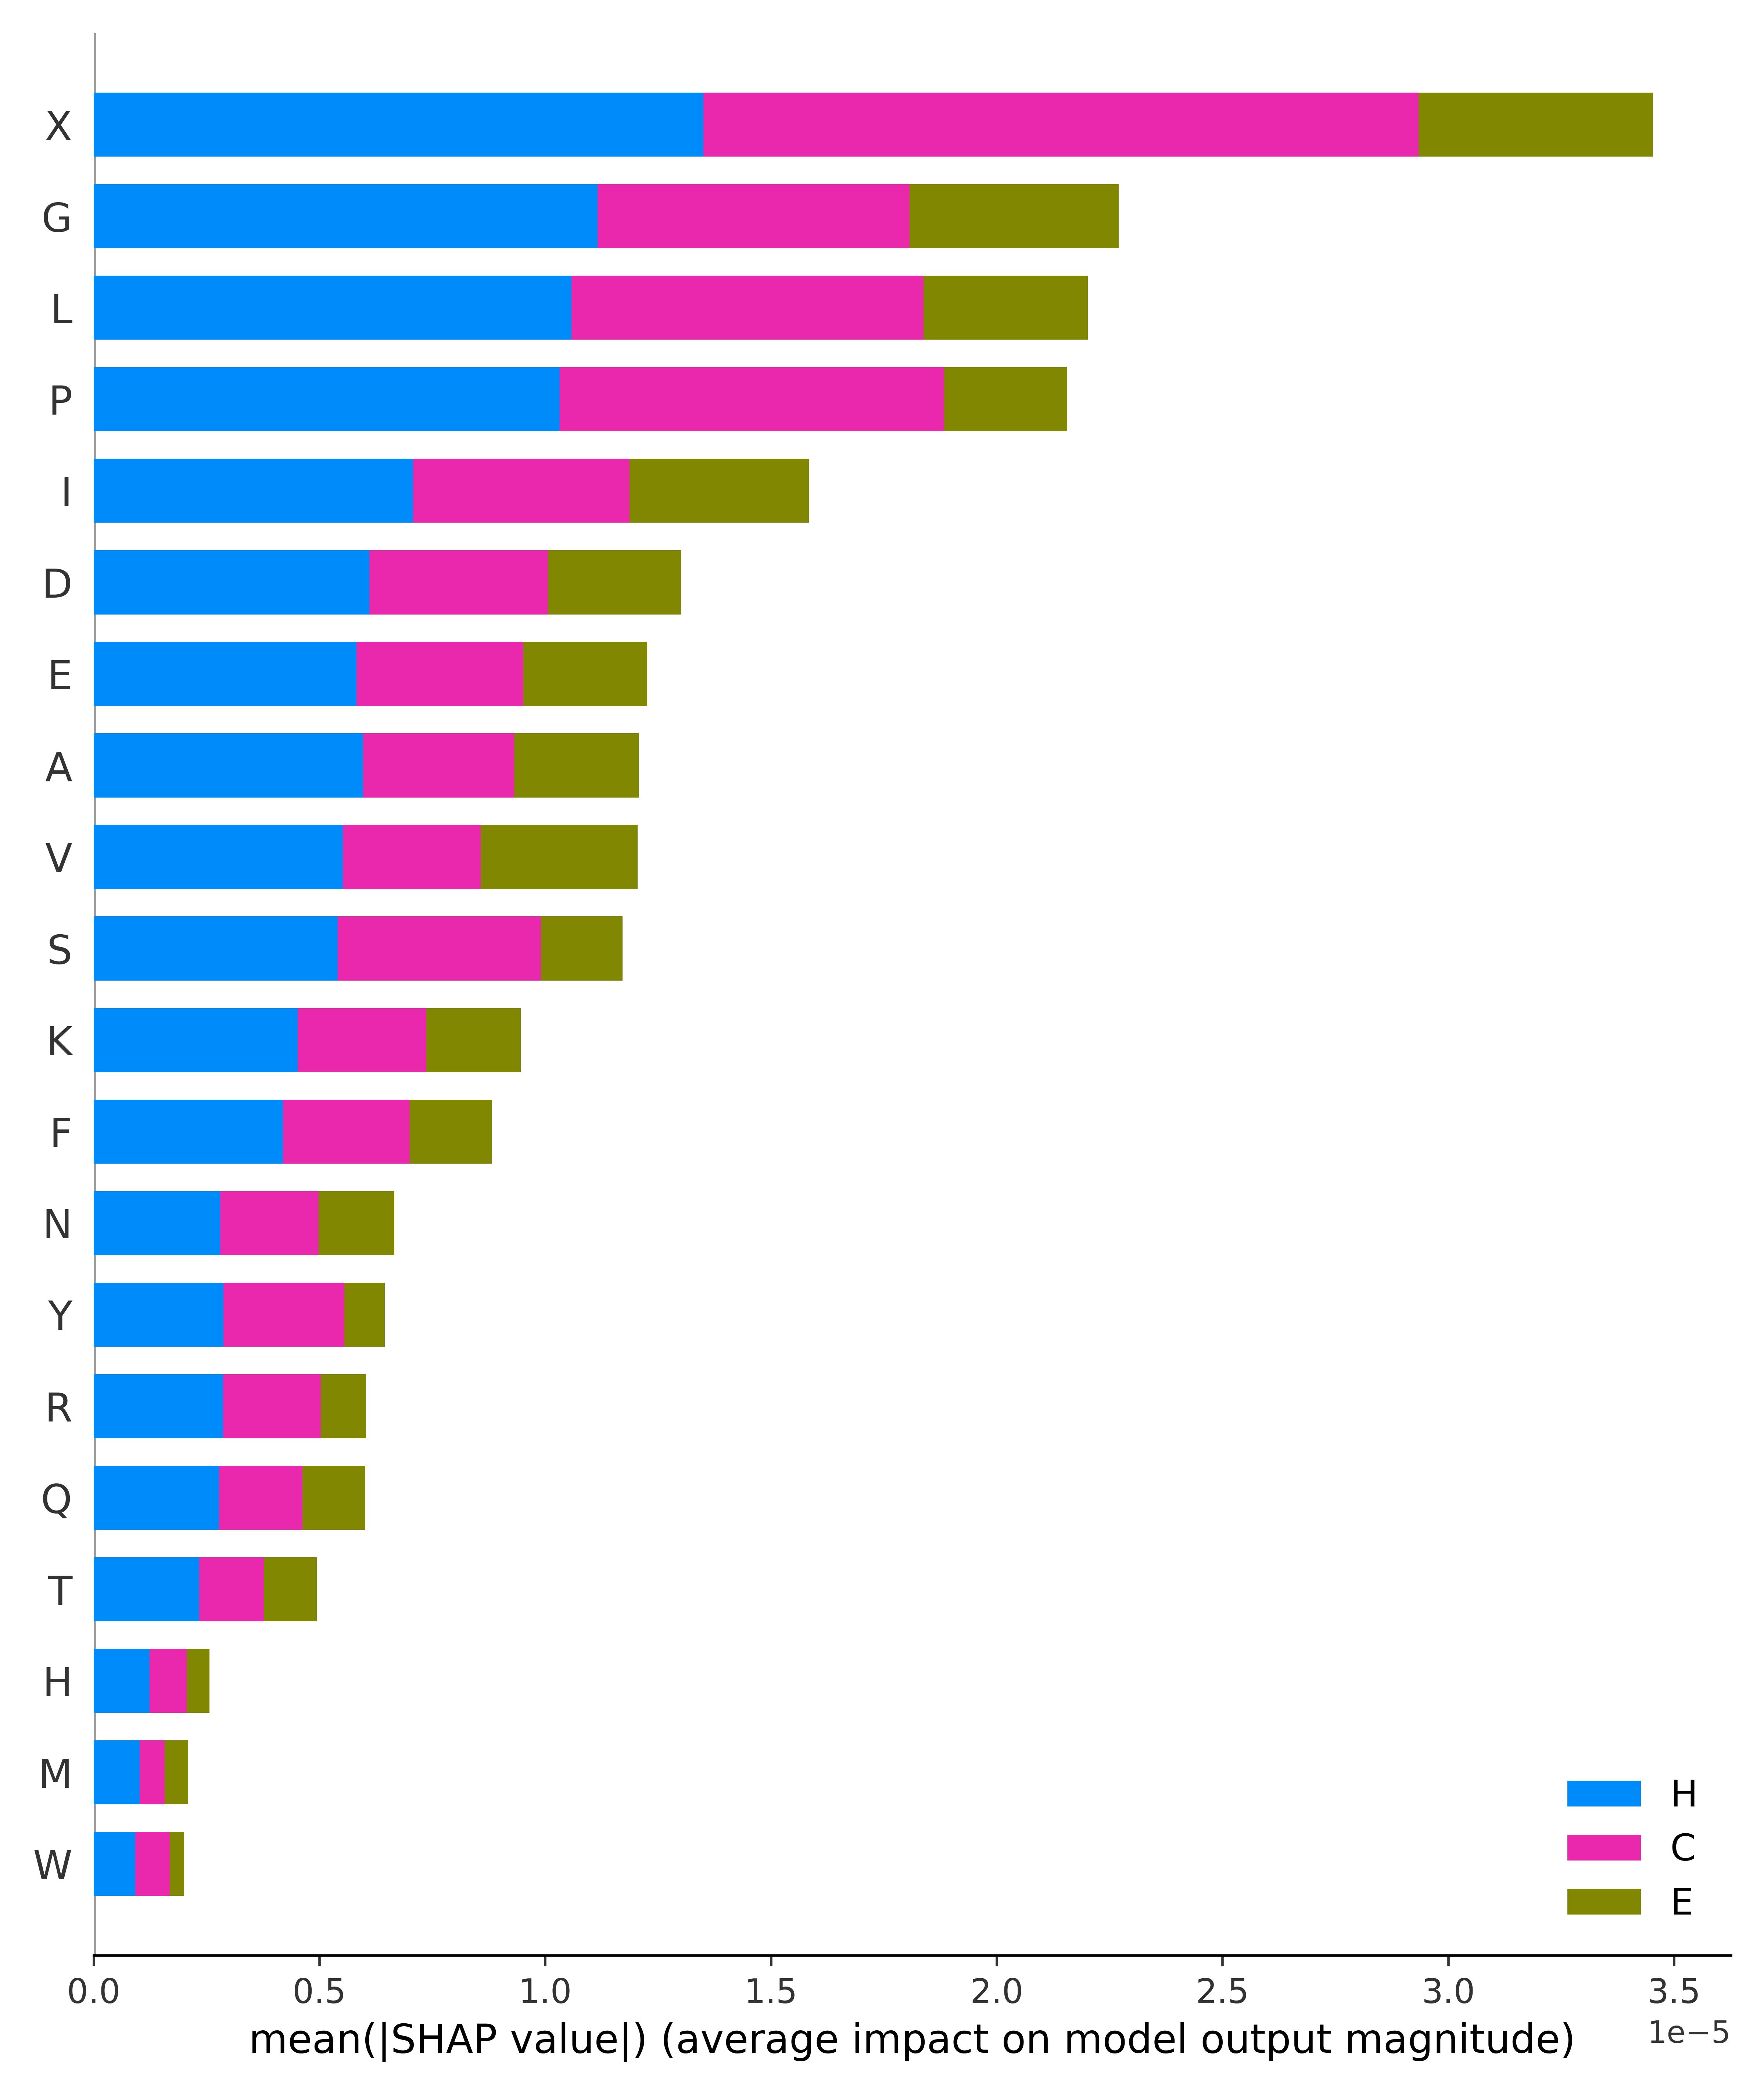 X
G
L
P
I
D
E
A
V
S
K
F
N
Y
R
Q
T
H
M
W
H
C
E
0.0 0.5 1.0 1.5 2.0 2.5 3.0 3.5
mean(|SHAP value|) (average impact on model output magnitude)
1e−5